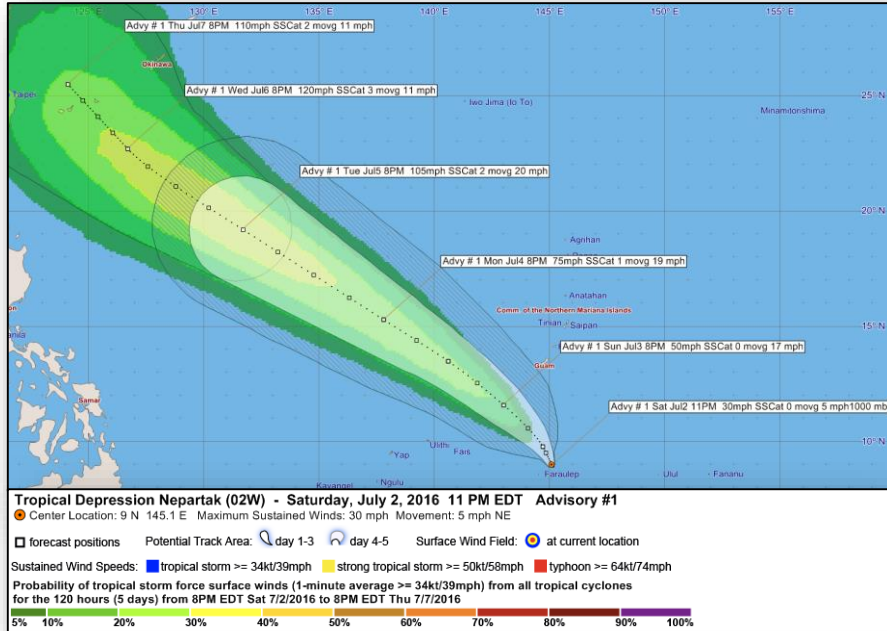 125° E 130° E 135° E 140° E 145° E 150° E 155° E
Advy # 1 Thu Jul7 8PM 110mph SSCat 2 movg 11 mph
Okinawa
Taipei
Advy # 1 Wed Jul6 8PM 120mph SSCat 3 movg 11 mph
25° N
Iwo Jima (Io To)
Minamitorishima
Advy # 1 Tue Jul5 8PM 105mph SSCat 2 movg 20 mph
20° N
Agrihan
Advy # 1 Mon Jul4 8PM 75mph SSCat 1 movg 19 mph
Anatahan
Comm. of the Northern Mariana Islands
Tinian Saipan
15° N
Advy # 1 Sun Jul3 8PM 50mph SSCat 0 movg 17 mph
Guam
Samar
Advy # 1 Sat Jul2 11PM 30mph SSCat 0 movg 5 mph1000 mb
10° N
Ulithi
Yap Fais
Faraulep Ulul Fananu
Kayangel Ngulu
Tropical Depression Nepartak (02W) - Saturday, July 2, 2016 11 PM EDT Advisory #1
Center Location: 9 N 145.1 E Maximum Sustained Winds: 30 mph Movement: 5 mph NE
forecast positions Potential Track Area: day 1-3 day 4-5 Surface Wind Field: at current location
Sustained Wind Speeds: tropical storm >= 34kt/39mph strong tropical storm >= 50kt/58mph typhoon >= 64kt/74mph
Probability of tropical storm force surface winds (1-minute average >= 34kt/39mph) from all tropical cyclones
for the 120 hours (5 days) from 8PM EDT Sat 7/2/2016 to 8PM EDT Thu 7/7/2016
5% 10% 20% 30% 40% 50% 60% 70% 80% 90% 100%